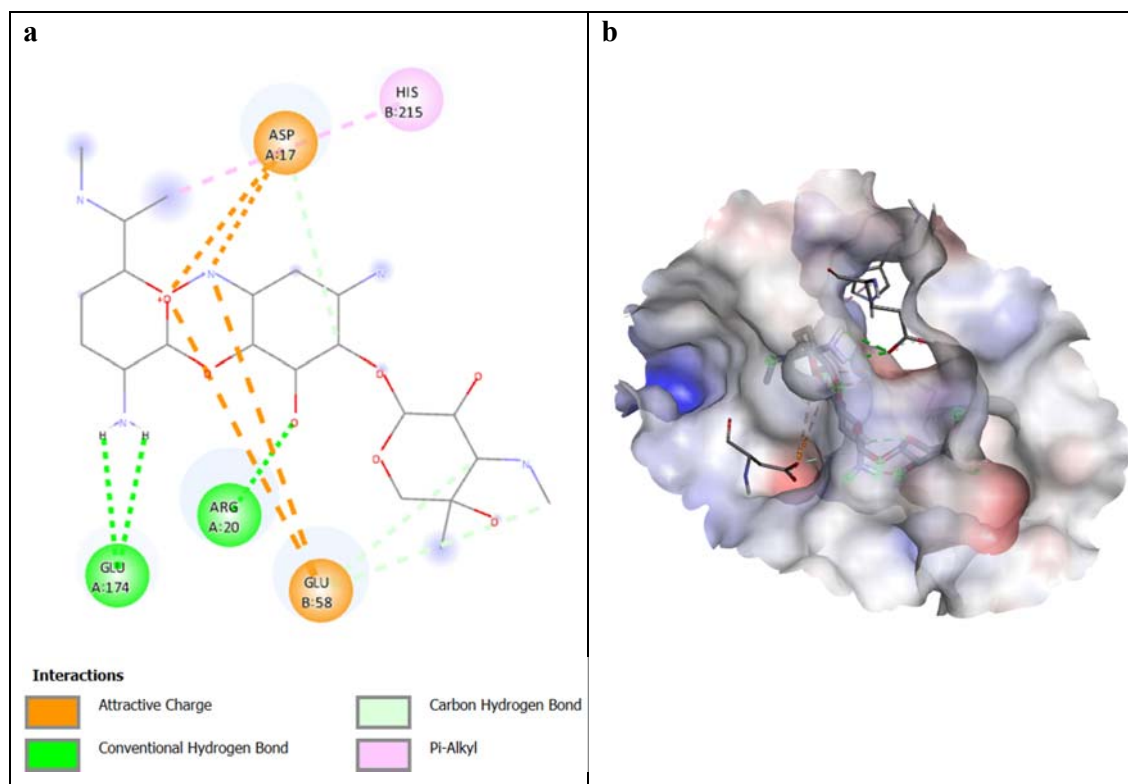 a
b
HIS
B:215
ASP
A:17
N
+O
N
N
O
O
O
O
H
H
N
O
N
ARG
A:20
O
GLU
A:174
GLU
B:58
Interactions
Attractive Charge
Carbon Hydrogen Bond
Conventional Hydrogen Bond
Pi-Alkyl